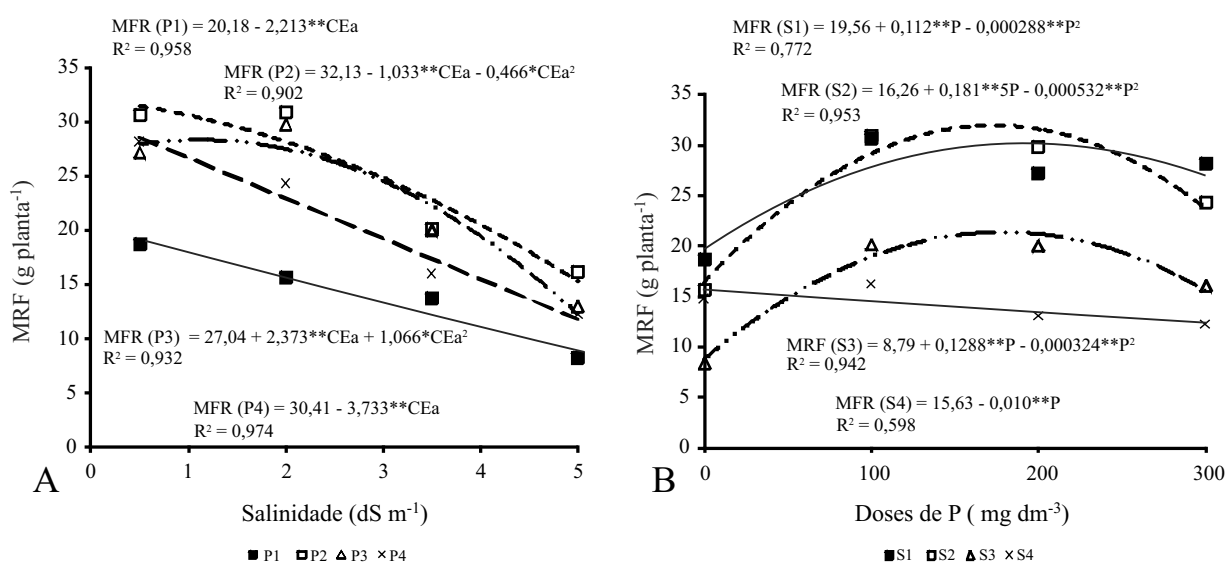 MFR (P1) = 20,18 - 2,213**CEa
R² = 0,958
MFR (P2) = 32,13 - 1,033**CEa - 0,466*CEa²
R² = 0,902
MFR (P3) = 27,04 + 2,373**CEa + 1,066*CEa²
R² = 0,932
MFR (P4) = 30,41 - 3,733**CEa
R² = 0,974
35
30
25
20
15
10
5
0
MRF (g planta⁻¹)
0 1 2 3 4 5
A
Salinidade (dS m⁻¹)
P1 P2 P3 P4
MFR (S1) = 19,56 + 0,112**P - 0,000288**P²
R² = 0,772
MFR (S2) = 16,26 + 0,181**5P - 0,000532**P²
R² = 0,953
MRF (S3) = 8,79 + 0,1288**P - 0,000324**P²
R² = 0,942
MFR (S4) = 15,63 - 0,010**P
R² = 0,598
35
30
25
20
15
10
5
0
MRF (g planta⁻¹)
0 100 200 300
B
Doses de P ( mg dm⁻³)
S1 S2 S3 S4